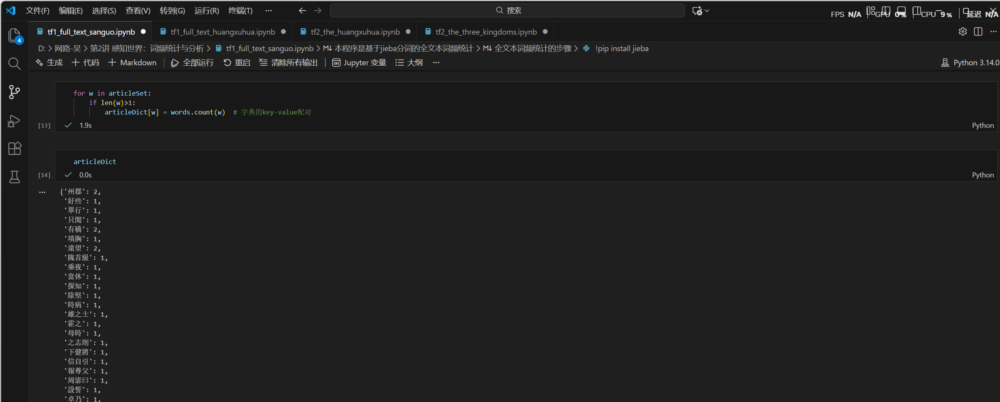 文件(F) 编辑(E) 选择(S) 查看(V) 转到(G) 运行(R) 终端(T) ··· 搜索
FPS N/A GPU 0% CPU 9% 延迟 N/A
tf1_full_text_sanguo.ipynb tf1_full_text_huangxuhua.ipynb tf2_the_huangxuhua.ipynb tf2_the_three_kingdoms.ipynb
4
D: > 网路-吴 > 第2讲 感知世界：词频统计与分析 > tf1_full_text_sanguo.ipynb > M↓ 本程序是基于jieba分词的全文本词频统计 > M↓ 全文本词频统计的步骤 > !pip install jieba
生成 + 代码 + Markdown 全部运行 重启 清除所有输出 Jupyter 变量 大纲 ··· Python 3.14.0
for w in articleSet:
if len(w)>1:
articleDict[w] = words.count(w) # 字典的key-value配对
[13] 1.9s Python
articleDict
[14] 0.0s Python
{'州郡': 2,
'好些': 1,
'單行': 1,
'只聞': 1,
'有橋': 2,
'填胸': 1,
'遠望': 2,
'隗首級': 1,
'乘夜': 1,
'當休': 1,
'探知': 1,
'除堅': 1,
'時病': 1,
'雄之士': 1,
'霍之': 1,
'母時': 1,
'之志則': 1,
'下健將': 1,
'信自引': 1,
'報尊父': 1,
'周毖曰': 1,
'設誓': 1,
'卓乃': 1,